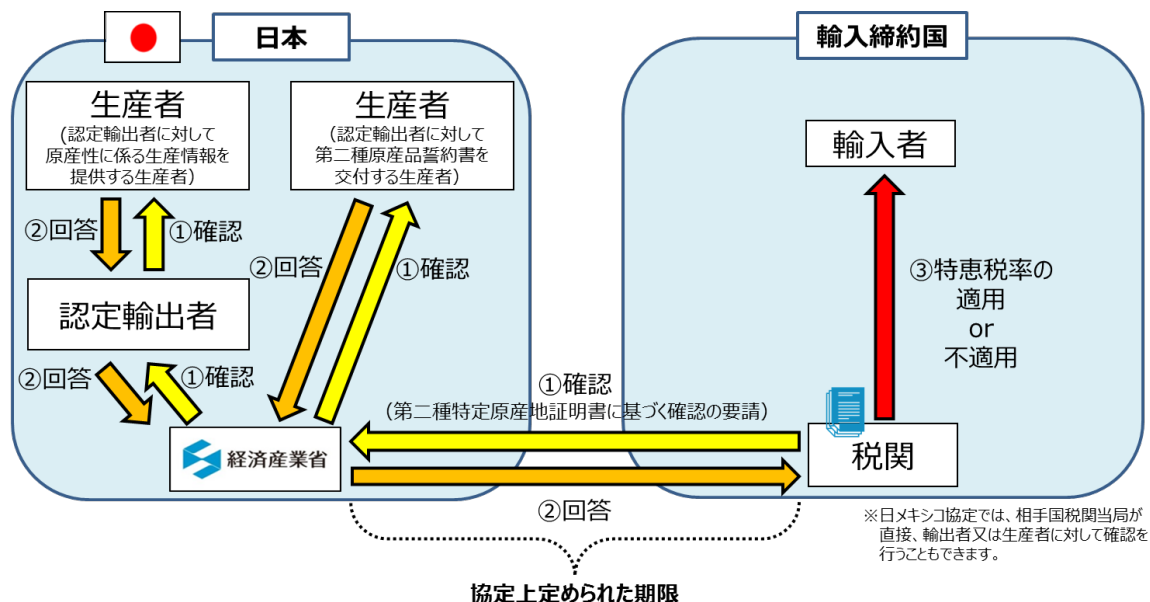 日本
輸入締約国
生産者
(認定輸出者に対して
原産性に係る生産情報を
提供する生産者)
生産者
(認定輸出者に対して
第二種原産品誓約書を
交付する生産者)
輸入者
②回答
①確認
②回答
①確認
③特恵税率の
適用
or
不適用
認定輸出者
②回答
①確認
①確認
(第二種特定原産地証明書に基づく確認の要請)
経済産業省
税関
②回答
※日メキシコ協定では、相手国税関当局が
直接、輸出者又は生産者に対して確認を
行うこともできます。
協定上定められた期限